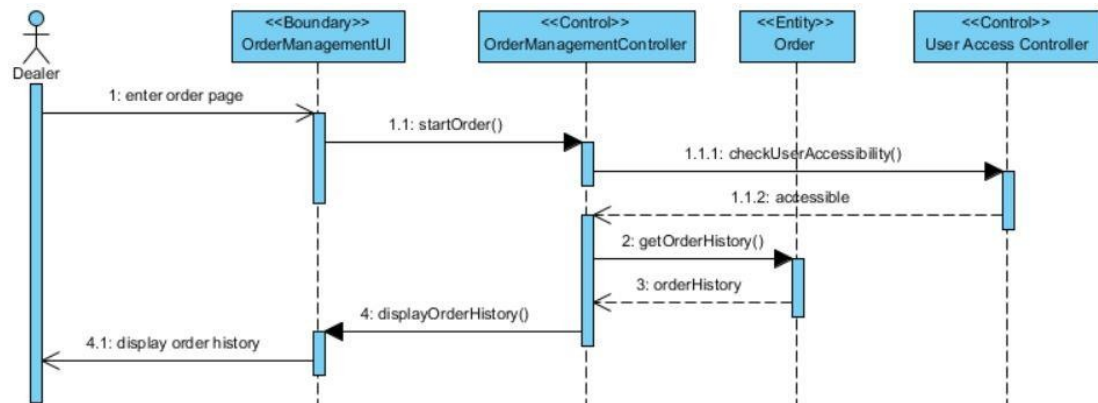 <<Boundary>>
OrderManagementUI
<<Control>>
OrderManagementController
<<Entity>>
Order
<<Control>>
User Access Controller
Dealer
1: enter order page
1.1: startOrder()
1.1.1: checkUserAccessibility()
1.1.2: accessible
2: getOrderHistory()
3: orderHistory
4: displayOrderHistory()
4.1: display order history